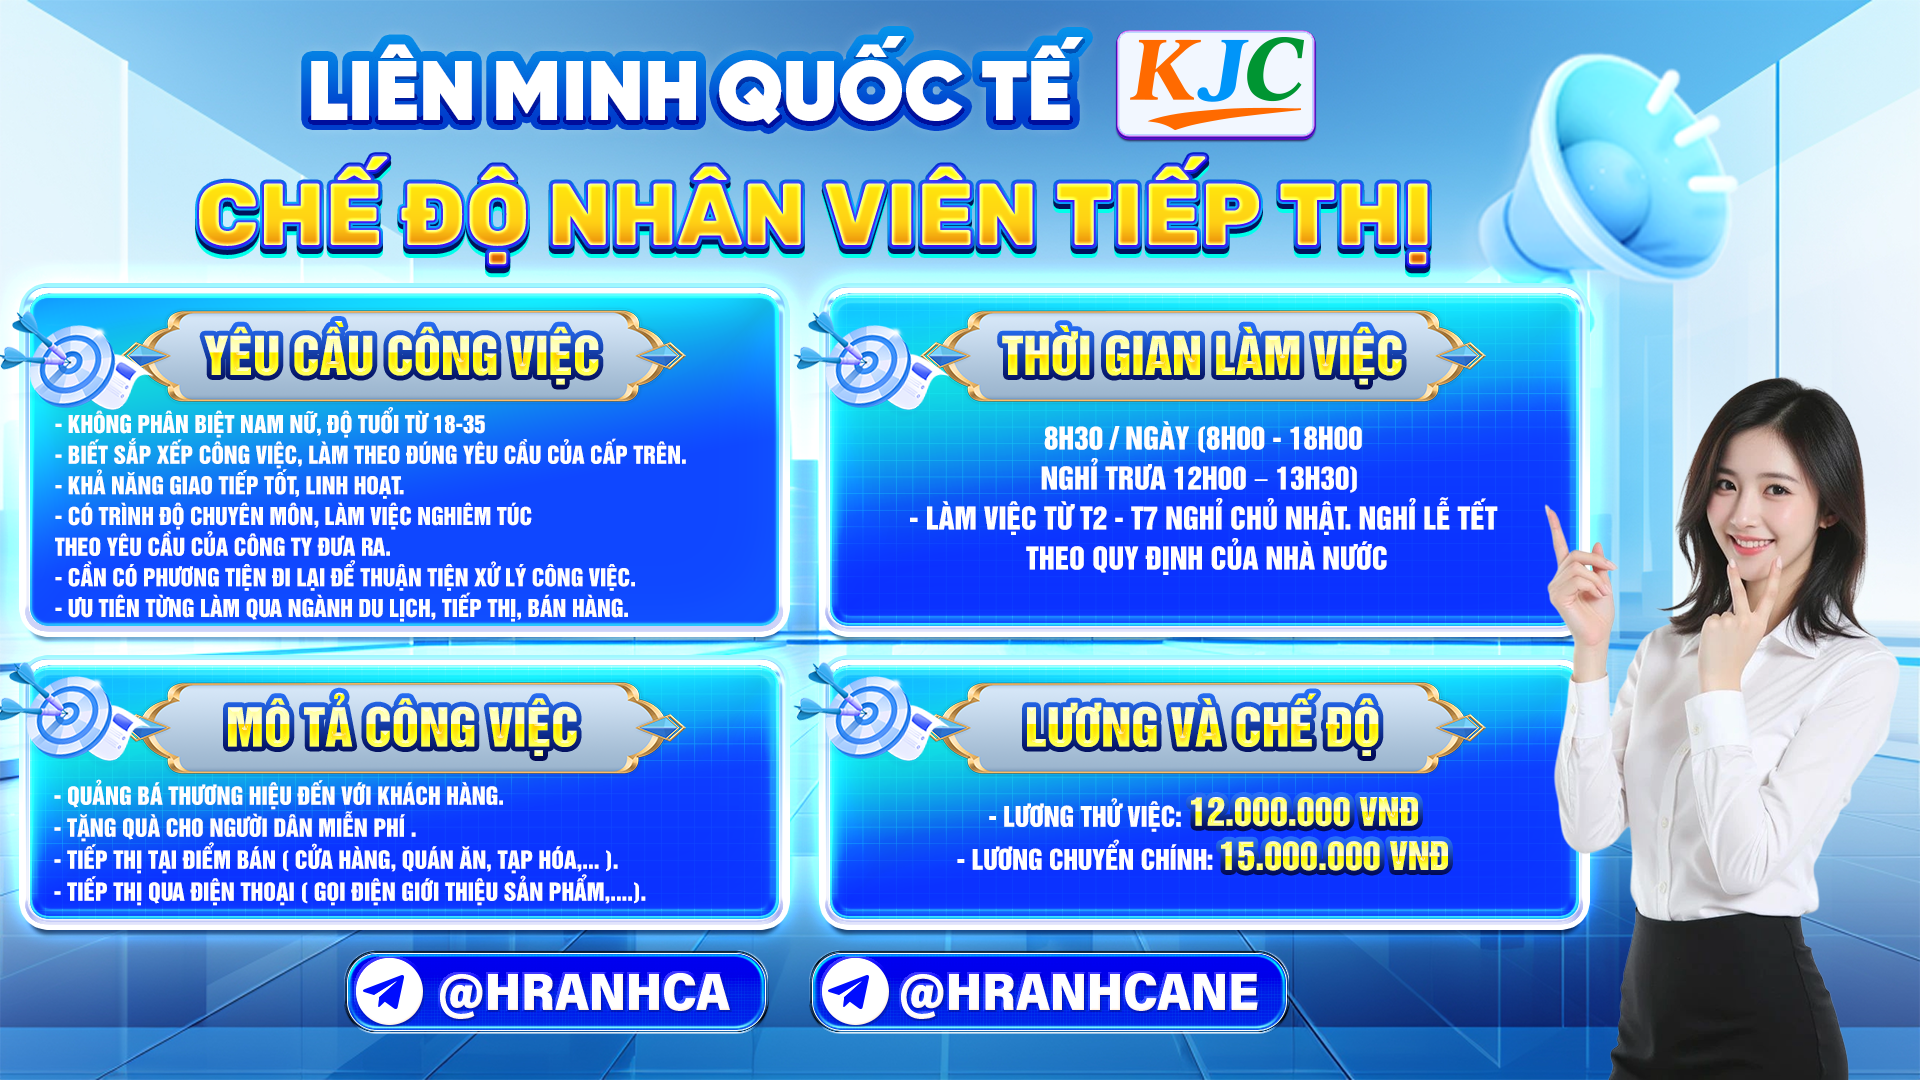 LIÊN MINH QUỐC TẾ KJC
CHẾ ĐỘ NHÂN VIÊN TIẾP THỊ
YÊU CẦU CÔNG VIỆC
- KHÔNG PHÂN BIỆT NAM NỮ, ĐỘ TUỔI TỪ 18-35
- BIẾT SẮP XẾP CÔNG VIỆC, LÀM THEO ĐÚNG YÊU CẦU CỦA CẤP TRÊN.
- KHẢ NĂNG GIAO TIẾP TỐT, LINH HOẠT.
- CÓ TRÌNH ĐỘ CHUYÊN MÔN, LÀM VIỆC NGHIÊM TÚC
THEO YÊU CẦU CỦA CÔNG TY ĐƯA RA.
- CẦN CÓ PHƯƠNG TIỆN ĐI LẠI ĐỂ THUẬN TIỆN XỬ LÝ CÔNG VIỆC.
- ƯU TIÊN TỪNG LÀM QUA NGÀNH DU LỊCH, TIẾP THỊ, BÁN HÀNG.
THỜI GIAN LÀM VIỆC
8H30 / NGÀY (8H00 - 18H00
NGHỈ TRƯA 12H00 – 13H30)
- LÀM VIỆC TỪ T2 - T7 NGHỈ CHỦ NHẬT. NGHỈ LỄ TẾT
THEO QUY ĐỊNH CỦA NHÀ NƯỚC
MÔ TẢ CÔNG VIỆC
- QUẢNG BÁ THƯƠNG HIỆU ĐẾN VỚI KHÁCH HÀNG.
- TẶNG QUÀ CHO NGƯỜI DÂN MIỄN PHÍ .
- TIẾP THỊ TẠI ĐIỂM BÁN ( CỬA HÀNG, QUÁN ĂN, TẠP HÓA,... ).
- TIẾP THỊ QUA ĐIỆN THOẠI ( GỌI ĐIỆN GIỚI THIỆU SẢN PHẨM,....).
LƯƠNG VÀ CHẾ ĐỘ
- LƯƠNG THỬ VIỆC: 12.000.000 VNĐ
- LƯƠNG CHUYỂN CHÍNH: 15.000.000 VNĐ
@HRANHCA
@HRANHCANE